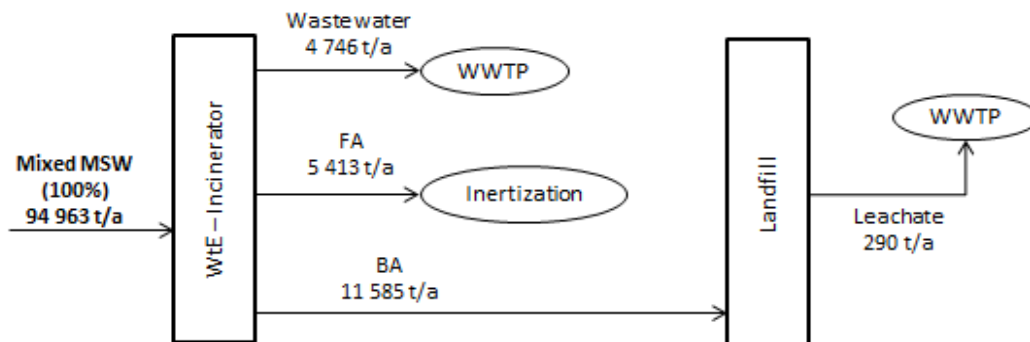 Mixed MSW
(100%)
94 963 t/a
WtE – Incinerator
Wastewater
4 746 t/a
WWTP
FA
5 413 t/a
Inertization
BA
11 585 t/a
Landfill
Leachate
290 t/a
WWTP